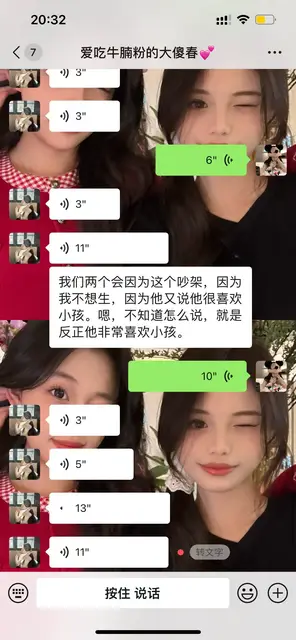 20:32
7
爱吃牛腩粉的大傻春💕
3"
3"
6"
3"
11"
我们两个会因为这个吵架，因为
我不想生，因为他又说他很喜欢
小孩。嗯，不知道怎么说，就是
反正他非常喜欢小孩。
10"
3"
5"
13"
11"
转文字
按住 说话